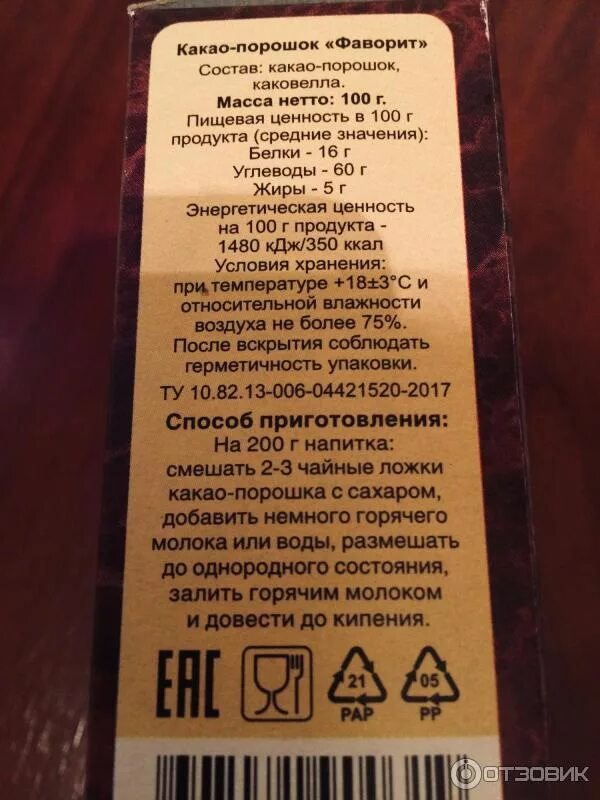 Какао-порошок «Фаворит»
Состав: какао-порошок,
каковелла.
Масса нетто: 100 г.
Пищевая ценность в 100 г
продукта (средние значения):
Белки - 16 г
Углеводы - 60 г
Жиры - 5 г
Энергетическая ценность
на 100 г продукта -
1480 кДж/350 ккал
Условия хранения:
при температуре +18±3°С и
относительной влажности
воздуха не более 75%.
После вскрытия соблюдать
герметичность упаковки.
ТУ 10.82.13-006-04421520-2017
Способ приготовления:
На 200 г напитка:
смешать 2-3 чайные ложки
какао-порошка с сахаром,
добавить немного горячего
молока или воды, размешать
до однородного состояния,
залить горячим молоком
и довести до кипения.
EAC 21 05
PAP PP
ОТЗОВИК